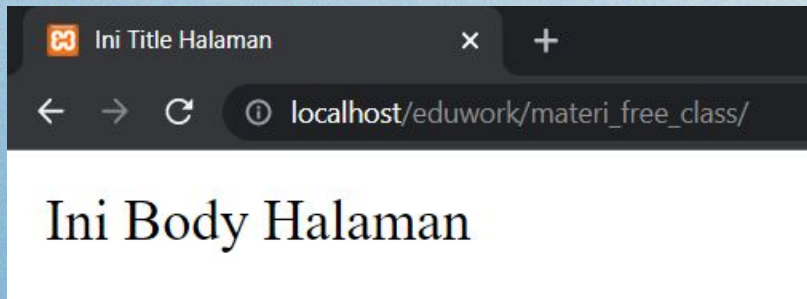 Ini Title Halaman
localhost/eduwork/materi_free_class/
Ini Body Halaman